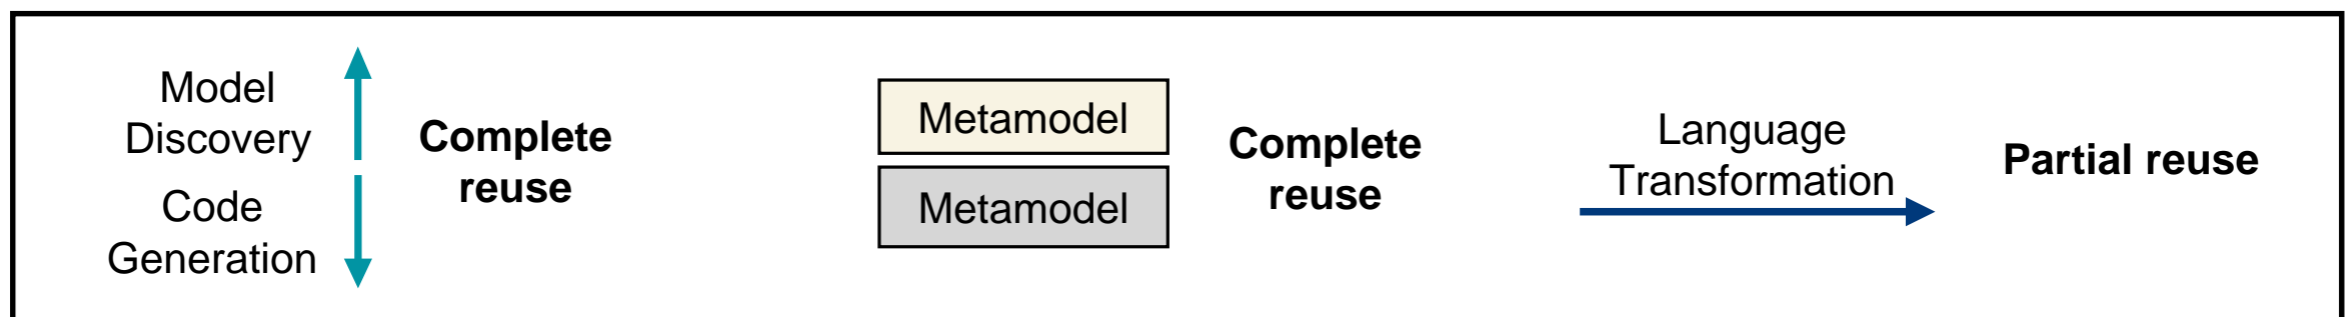 Model
Discovery
Code
Generation
Complete
reuse
Metamodel
Metamodel
Complete
reuse
Language
Transformation
Partial reuse